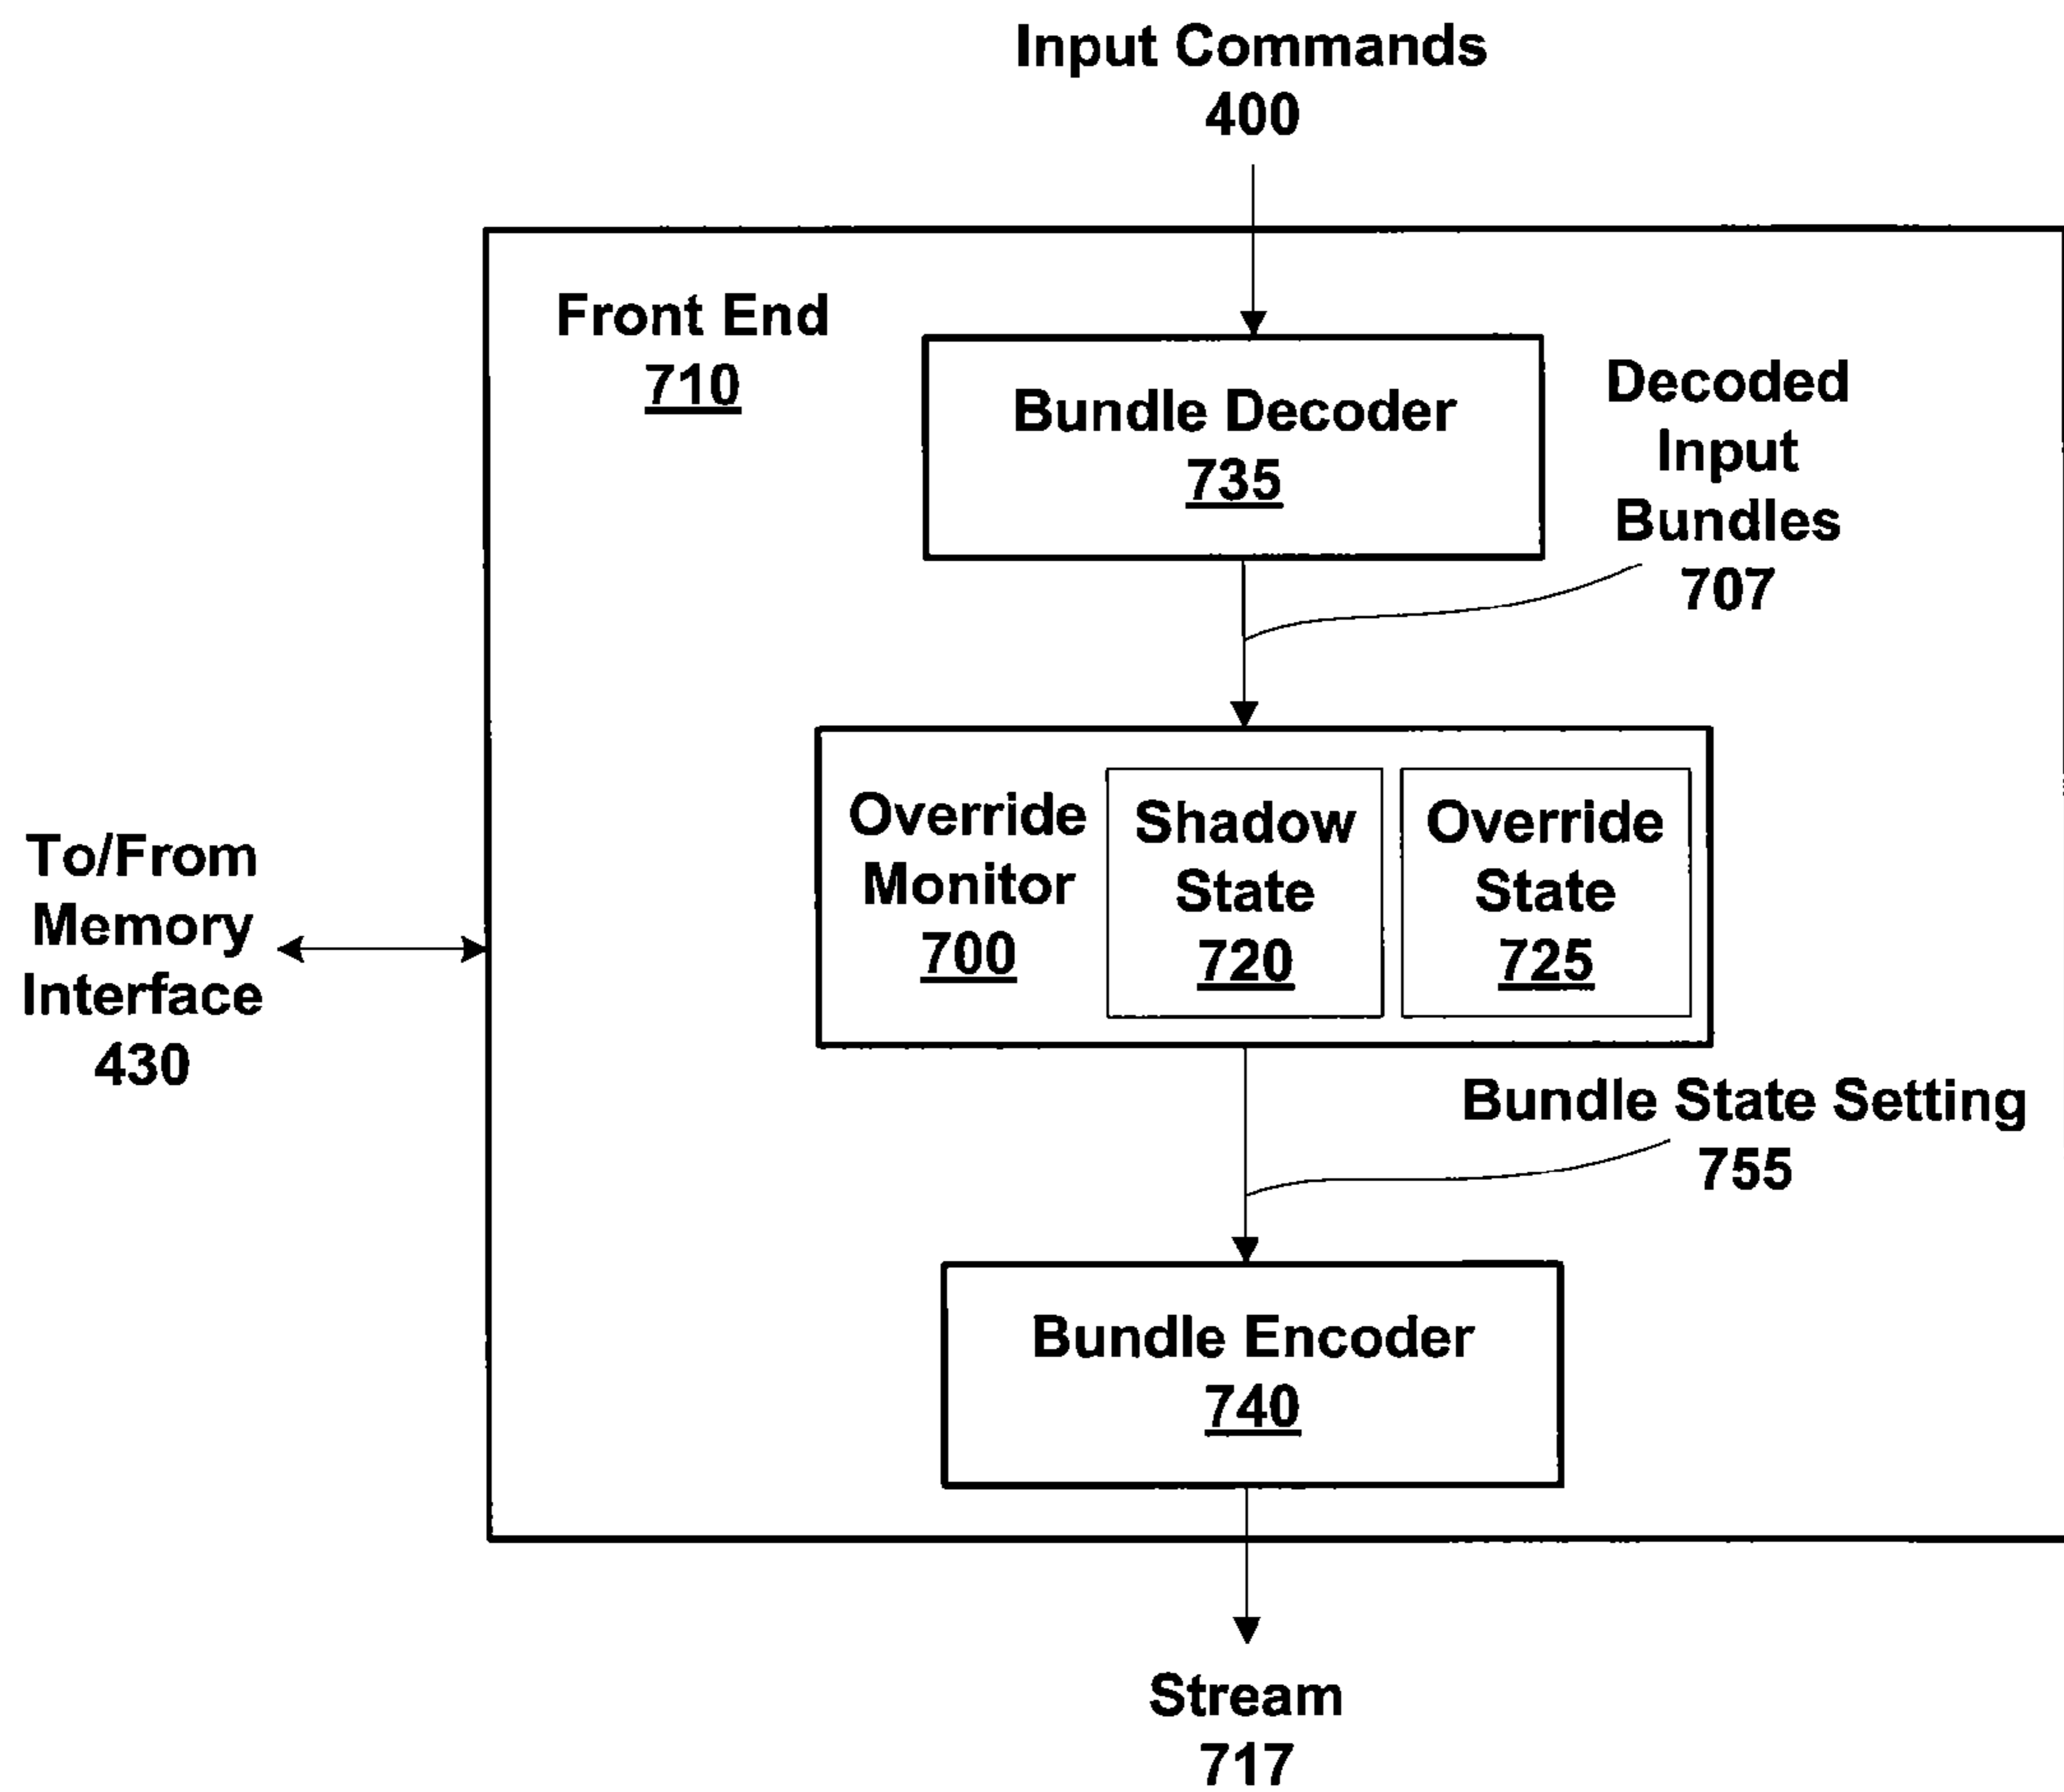 Input Commands
400
Front End
710
Bundle Decoder
735
Decoded
Input
Bundles
707
Override
Monitor
700
Shadow
State
720
Override
State
725
To/From
Memory
Interface
430
Bundle State Setting
755
Bundle Encoder
740
Stream
717